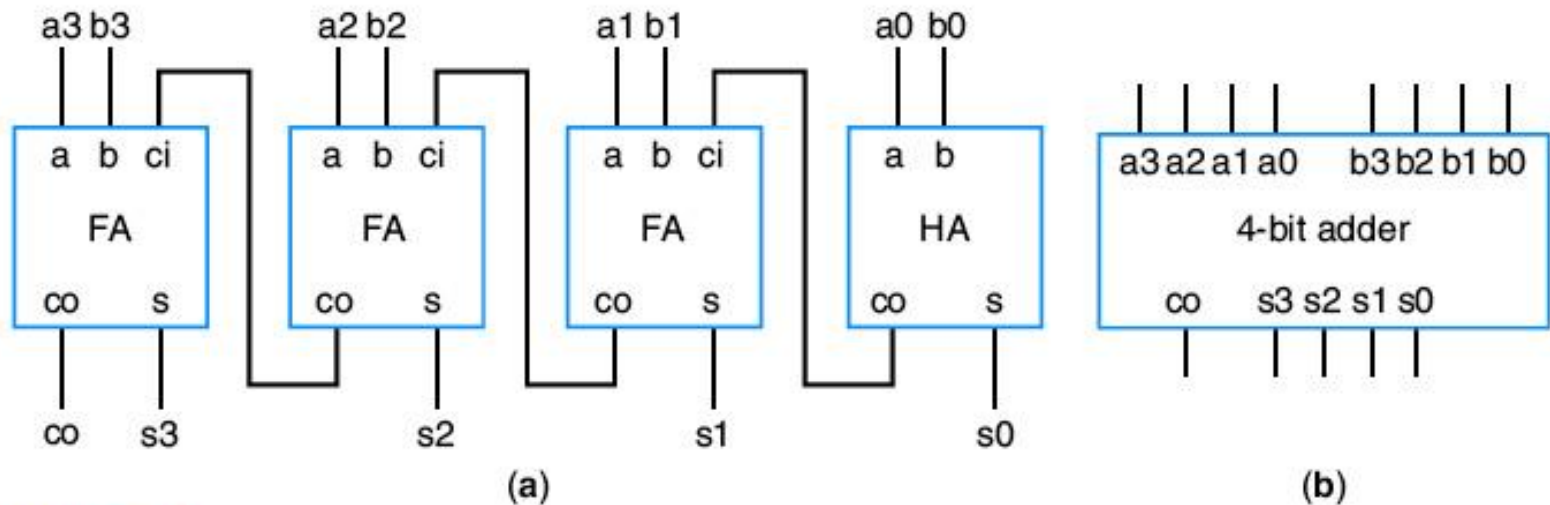 a3 b3 a2 b2 a1 b1 a0 b0
a b ci a b ci a b ci a b a3 a2 a1 a0 b3 b2 b1 b0
FA FA FA HA 4-bit adder
co s co s co s co s co s3 s2 s1 s0
co s3 s2 s1 s0
(a) (b)